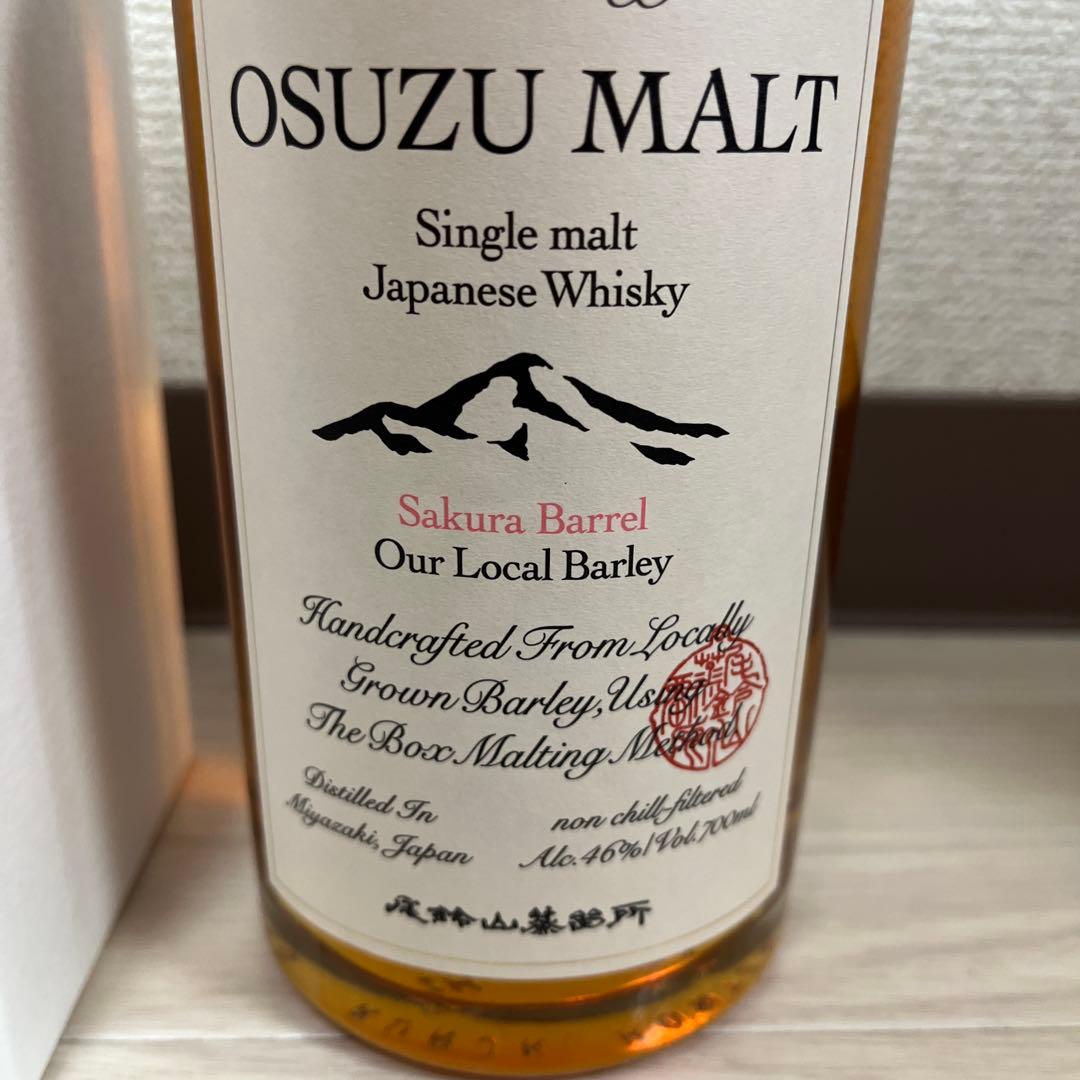 OSUZU MALT
Single malt
Japanese Whisky
Sakura Barrel
Our Local Barley
Handcrafted From Locally
Grown Barley, Using
The Box Malting Method
Distilled In
Miyazaki, Japan
non chill-filtered
Alc.46%/Vol.700ml
尾鈴山蒸留所